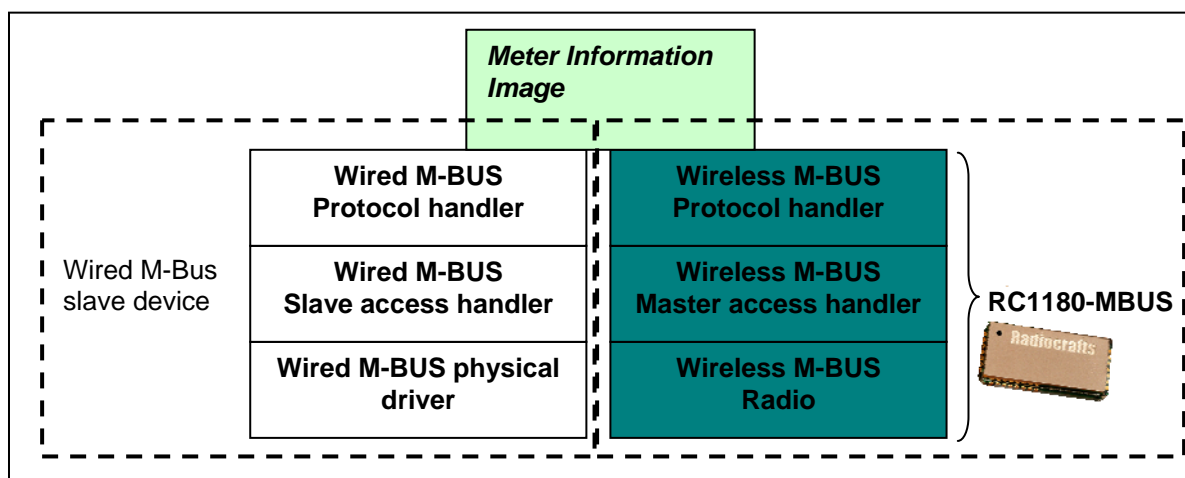 Meter Information
Image
Wired M-BUS
Protocol handler
Wireless M-BUS
Protocol handler
Wired M-Bus
slave device
Wired M-BUS
Slave access handler
Wireless M-BUS
Master access handler
RC1180-MBUS
Radiocrafts
Wired M-BUS physical
driver
Wireless M-BUS
Radio